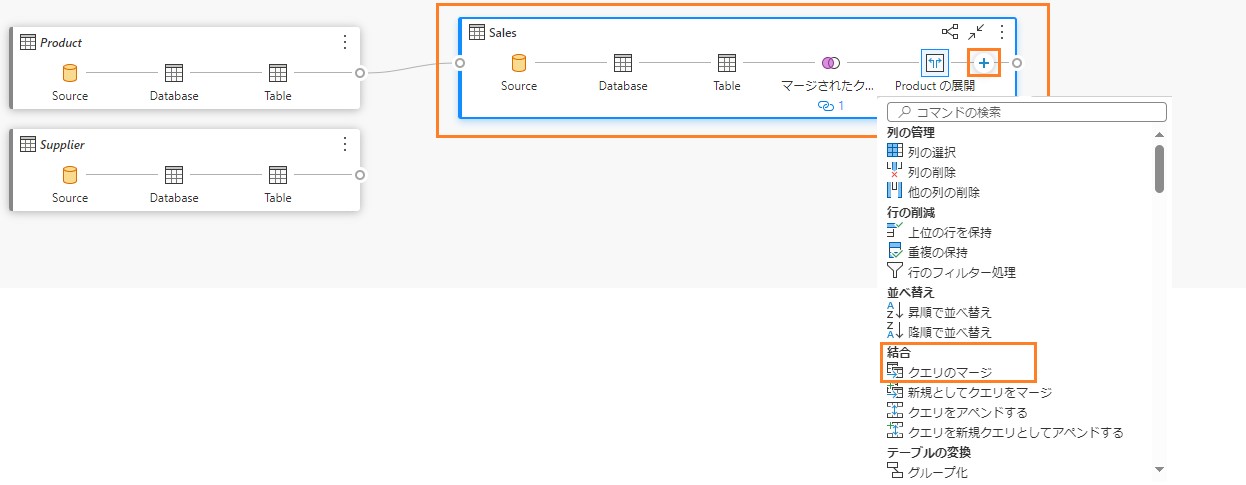 Product
Source
Database
Table
Supplier
Source
Database
Table
Sales
Source
Database
Table
マージされたク...
Product の展開
1
コマンドの検索
列の管理
列の選択
列の削除
他の列の削除
行の削減
上位の行を保持
重複の保持
行のフィルター処理
並べ替え
昇順で並べ替え
降順で並べ替え
結合
クエリのマージ
新規としてクエリをマージ
クエリをアペンドする
クエリを新規クエリとしてアペンドする
テーブルの変換
グループ化